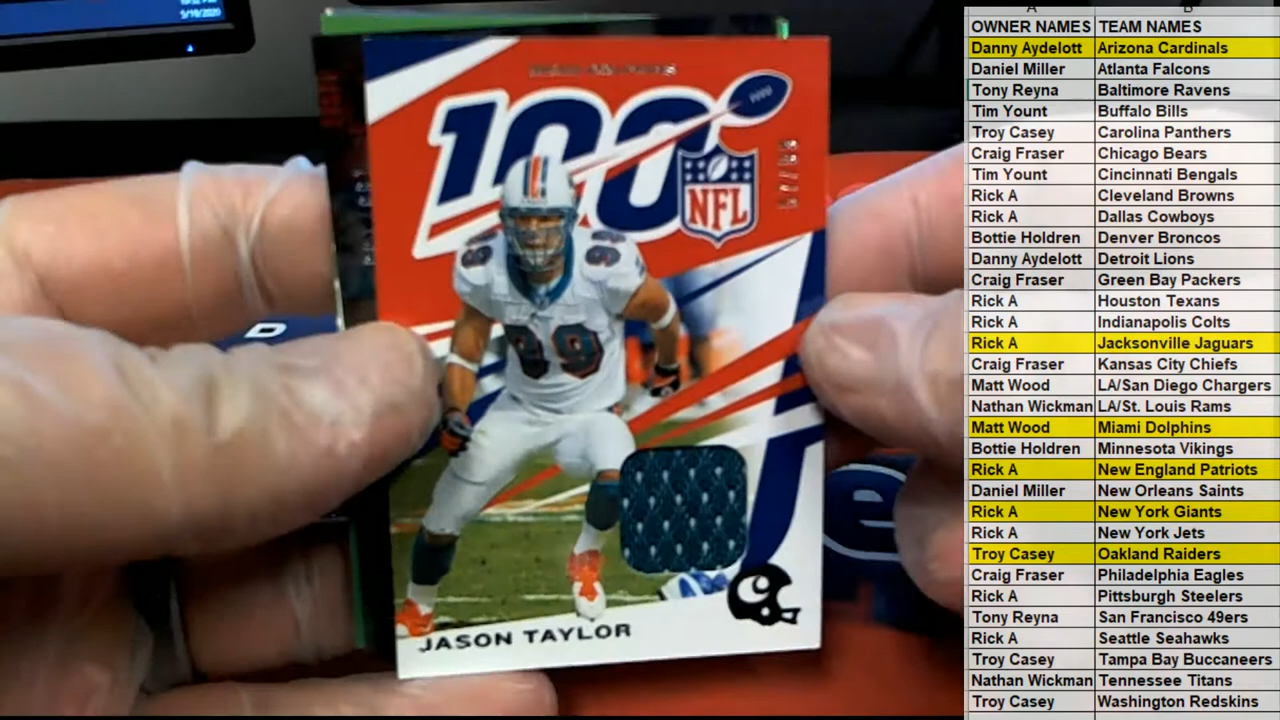 5/19/2020
100
NFL
99
99
99
D
e
JASON TAYLOR
A B
OWNER NAMES TEAM NAMES
Danny Aydelott Arizona Cardinals
Daniel Miller Atlanta Falcons
Tony Reyna Baltimore Ravens
Tim Yount Buffalo Bills
Troy Casey Carolina Panthers
Craig Fraser Chicago Bears
Tim Yount Cincinnati Bengals
Rick A Cleveland Browns
Rick A Dallas Cowboys
Bottie Holdren Denver Broncos
Danny Aydelott Detroit Lions
Craig Fraser Green Bay Packers
Rick A Houston Texans
Rick A Indianapolis Colts
Rick A Jacksonville Jaguars
Craig Fraser Kansas City Chiefs
Matt Wood LA/San Diego Chargers
Nathan Wickman LA/St. Louis Rams
Matt Wood Miami Dolphins
Bottie Holdren Minnesota Vikings
Rick A New England Patriots
Daniel Miller New Orleans Saints
Rick A New York Giants
Rick A New York Jets
Troy Casey Oakland Raiders
Craig Fraser Philadelphia Eagles
Rick A Pittsburgh Steelers
Tony Reyna San Francisco 49ers
Rick A Seattle Seahawks
Troy Casey Tampa Bay Buccaneers
Nathan Wickman Tennessee Titans
Troy Casey Washington Redskins